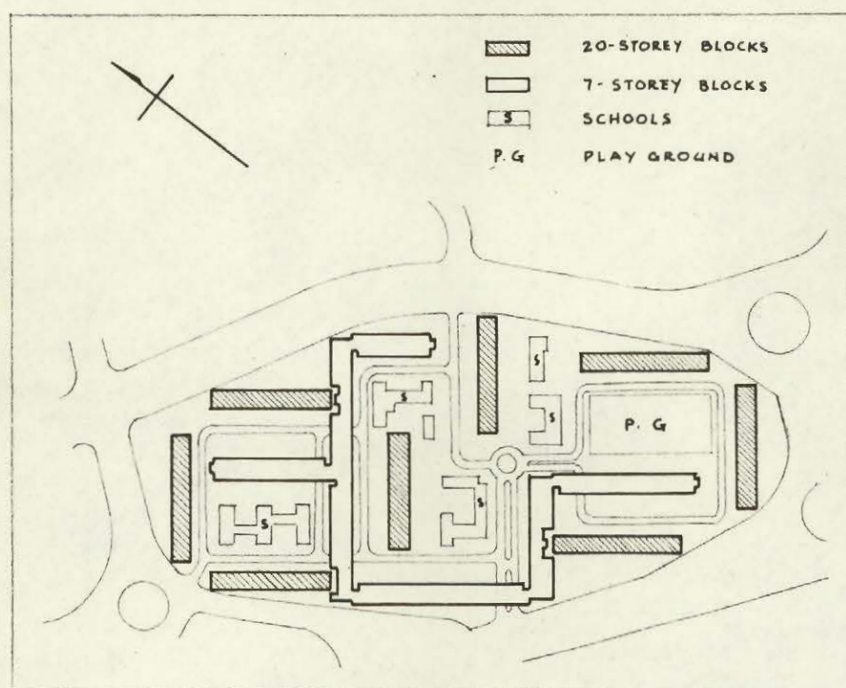 20-STOREY BLOCKS
7-STOREY BLOCKS
S SCHOOLS
P.G PLAY GROUND
S
S
S
P.G
S
S